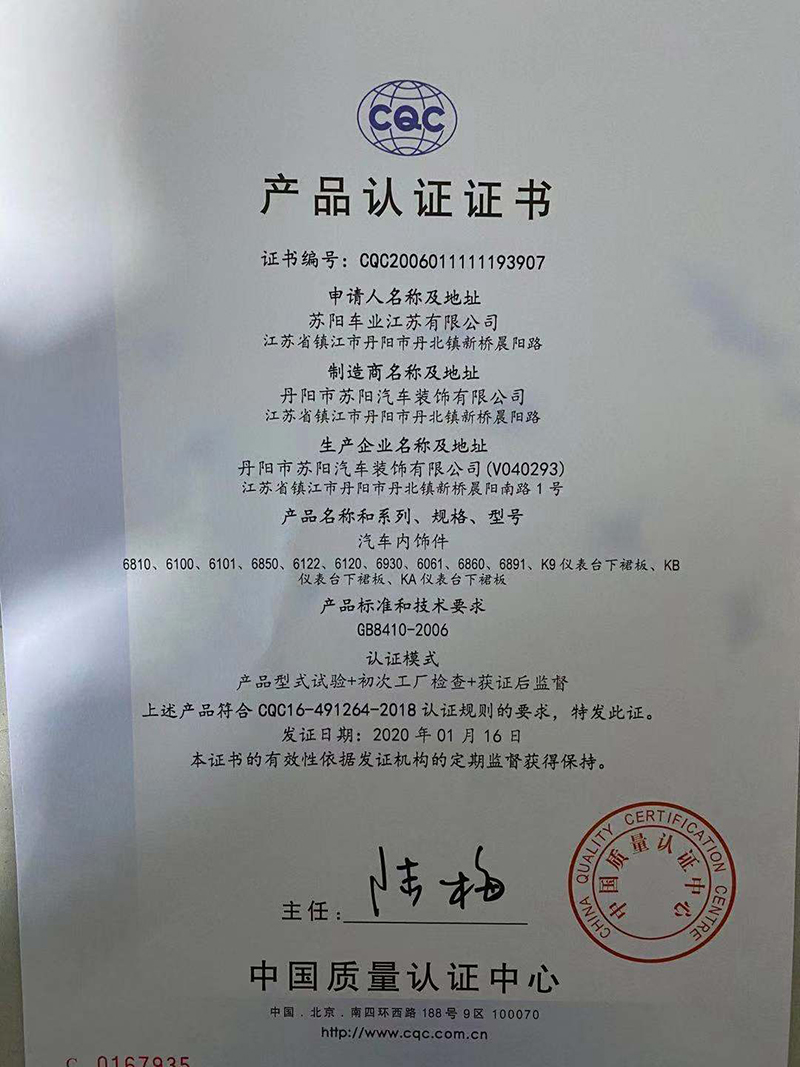 CQC
产品认证证书
证书编号：CQC2006011111193907
申请人名称及地址
苏阳车业江苏有限公司
江苏省镇江市丹阳市丹北镇新桥晨阳路
制造商名称及地址
丹阳市苏阳汽车装饰有限公司
江苏省镇江市丹阳市丹北镇新桥晨阳路
生产企业名称及地址
丹阳市苏阳汽车装饰有限公司(V040293)
江苏省镇江市丹阳市丹北镇新桥晨阳南路1号
产品名称和系列、规格、型号
汽车内饰件
6810、6100、6101、6850、6122、6120、6930、6061、6860、6891、K9仪表台下裙板、KB
仪表台下裙板、KA仪表台下裙板
产品标准和技术要求
GB8410-2006
认证模式
产品型式试验+初次工厂检查+获证后监督
上述产品符合CQC16-491264-2018认证规则的要求，特发此证。
发证日期：2020年01月16日
本证书的有效性依据发证机构的定期监督获得保持。
CHINA QUALITY CERTIFICATION CENTRE
中国质量认证中心
主任：陆梅
中国质量认证中心
中国．北京．南四环西路188号9区 100070
http://www.cqc.com.cn
C 0167935